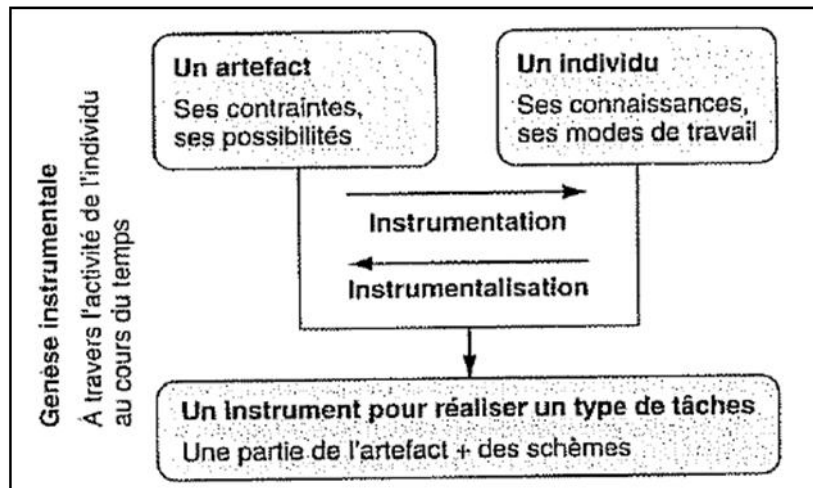 Un artefact
Ses contraintes,
ses possibilités
Un individu
Ses connaissances,
ses modes de travail
Genèse instrumentale
À travers l'activité de l'individu
au cours du temps
Instrumentation
Instrumentalisation
Un instrument pour réaliser un type de tâches
Une partie de l'artefact + des schèmes